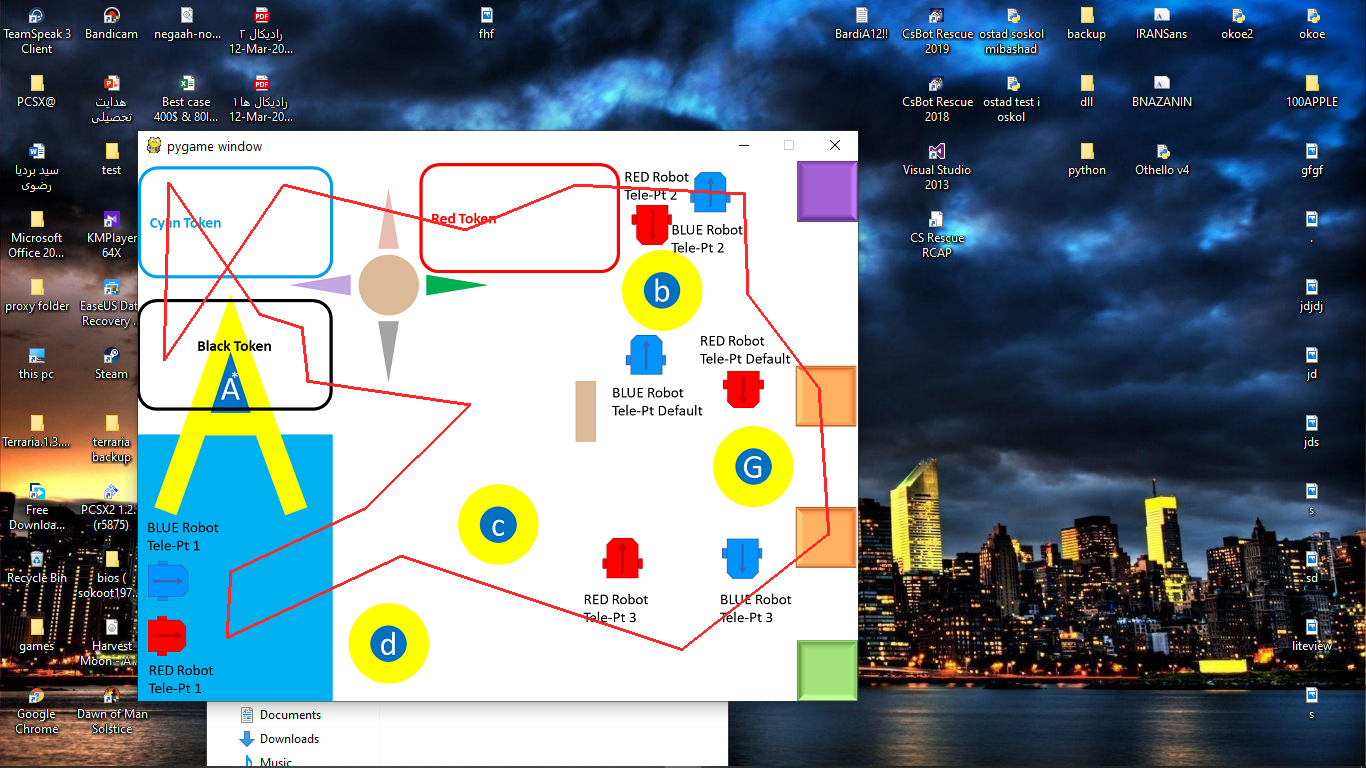 TeamSpeak 3
Client
Bandicam
negaah-no...
رادیکال ۲
12-Mar-20...
fhf
BardiA12!!
CsBot Rescue
2019
ostad soskol
mibashad
backup
IRANSans
okoe2
okoe
PCSX@
هدایت
تحصیلی
Best case
400$ & 80l...
رادیکال ها ۱
12-Mar-20...
CsBot Rescue
2018
ostad test i
oskol
dll
BNAZANIN
100APPLE
سید بردیا
رضوی
test
Visual Studio
2013
python
Othello v4
gfgf
Microsoft
Office 20...
KMPlayer
64X
CS Rescue
RCAP
.
proxy folder
EaseUS Dat
Recovery ..
jdjdj
this pc
Steam
jd
Terraria.1.3....
terraria
backup
jds
Free
Downloa...
PCSX2 1.2.
(r5875)
s
Recycle Bin
bios (
sokoot197..
sd
games
Harvest
Moon - A...
liteview
Google
Chrome
Dawn of Man
Solstice
s
pygame window
Cyan Token
Red Token
RED Robot
Tele-Pt 2
BLUE Robot
Tele-Pt 2
b
Black Token
*
A
RED Robot
Tele-Pt Default
BLUE Robot
Tele-Pt Default
G
c
BLUE Robot
Tele-Pt 1
RED Robot
Tele-Pt 3
BLUE Robot
Tele-Pt 3
d
RED Robot
Tele-Pt 1
Documents
Downloads
Music